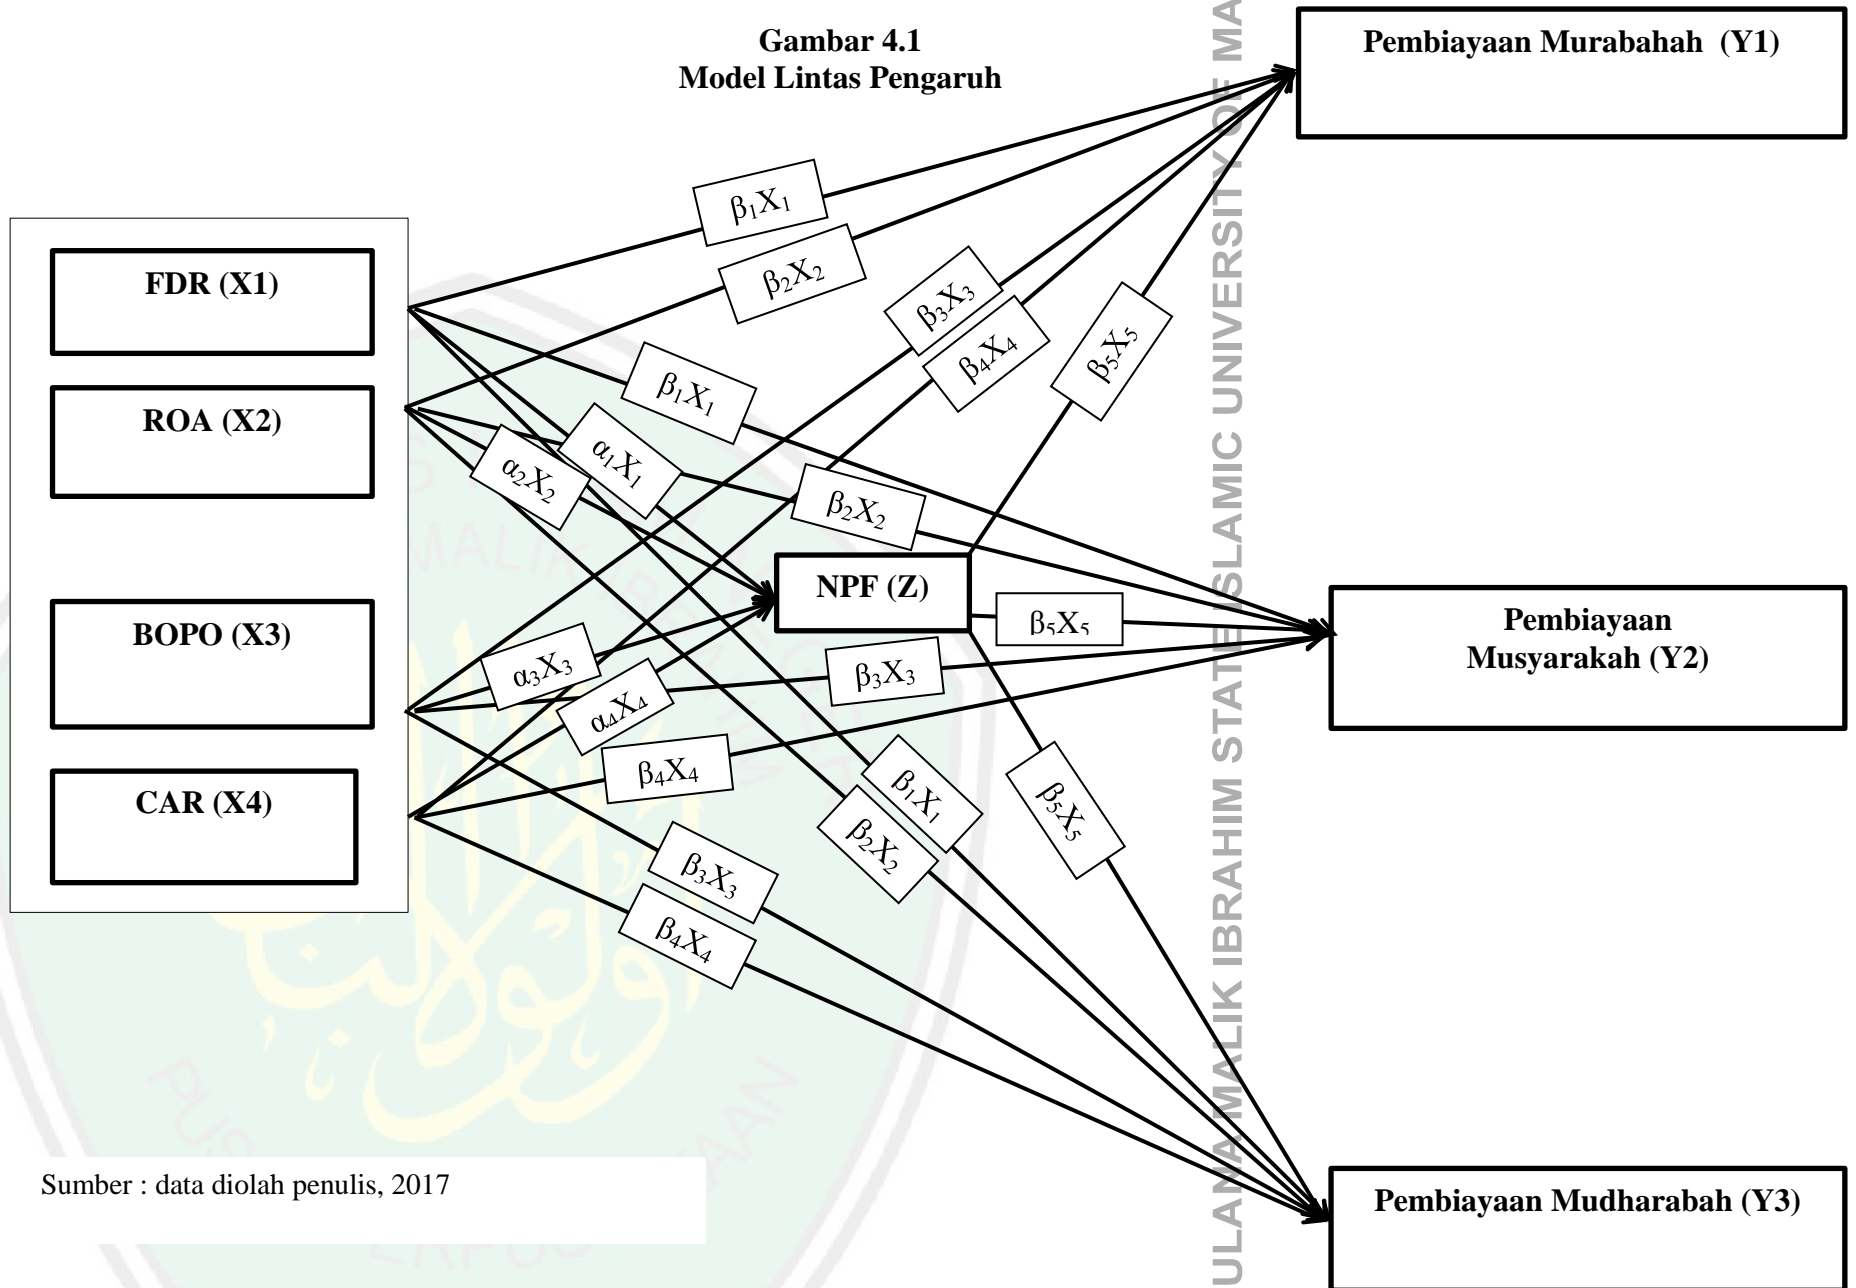 Gambar 4.1
Model Lintas Pengaruh
Pembiayaan Murabahah (Y1)
β₁X₁
β₂X₂
β₃X₃
β₄X₄
β₅X₅
FDR (X1)
ROA (X2)
BOPO (X3)
CAR (X4)
β₁X₁
α₁X₁
α₂X₂
β₂X₂
NPF (Z)
β₅X₅
α₃X₃
β₃X₃
α₄X₄
β₄X₄
Pembiayaan
Musyarakah (Y2)
β₁X₁
β₂X₂
β₅X₅
β₃X₃
β₄X₄
Pembiayaan Mudharabah (Y3)
Sumber : data diolah penulis, 2017
ULANA MALIK IBRAHIM STATE ISLAMIC UNIVERSITY OF MA